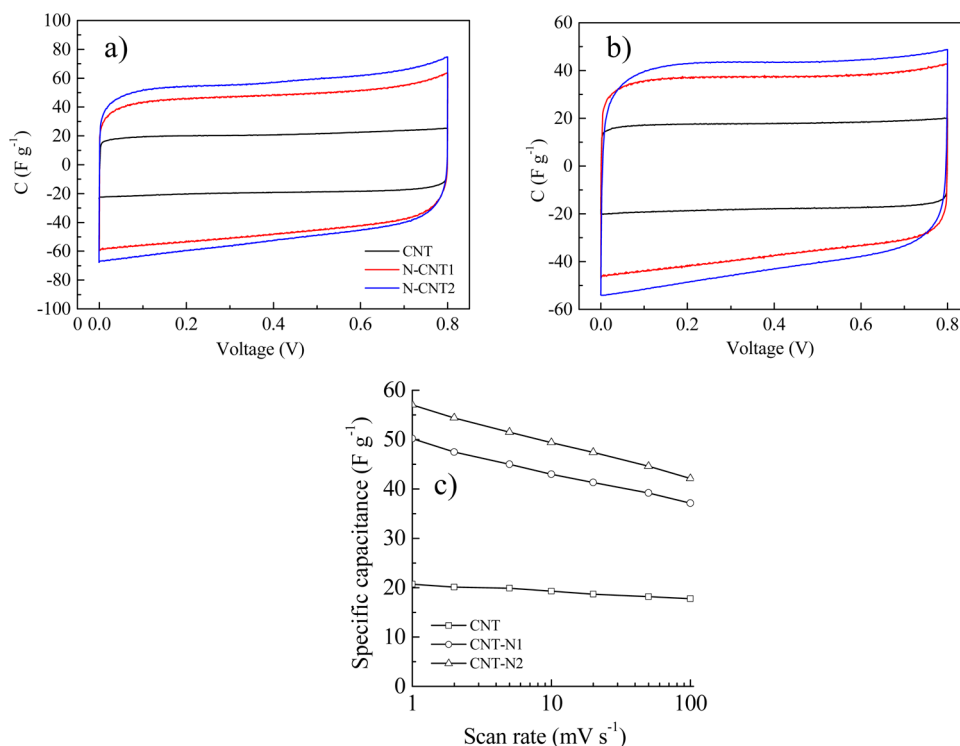 a)
100
80
60
40
20
0
-20
-40
-60
-80
-100
C (F g⁻¹)
0.0 0.2 0.4 0.6 0.8
Voltage (V)
CNT
N-CNT1
N-CNT2
b)
60
40
20
0
-20
-40
-60
C (F g⁻¹)
0.0 0.2 0.4 0.6 0.8
Voltage (V)
c)
60
50
40
30
20
10
0
Specific capacitance (F g⁻¹)
CNT
CNT-N1
CNT-N2
1 10 100
Scan rate (mV s⁻¹)